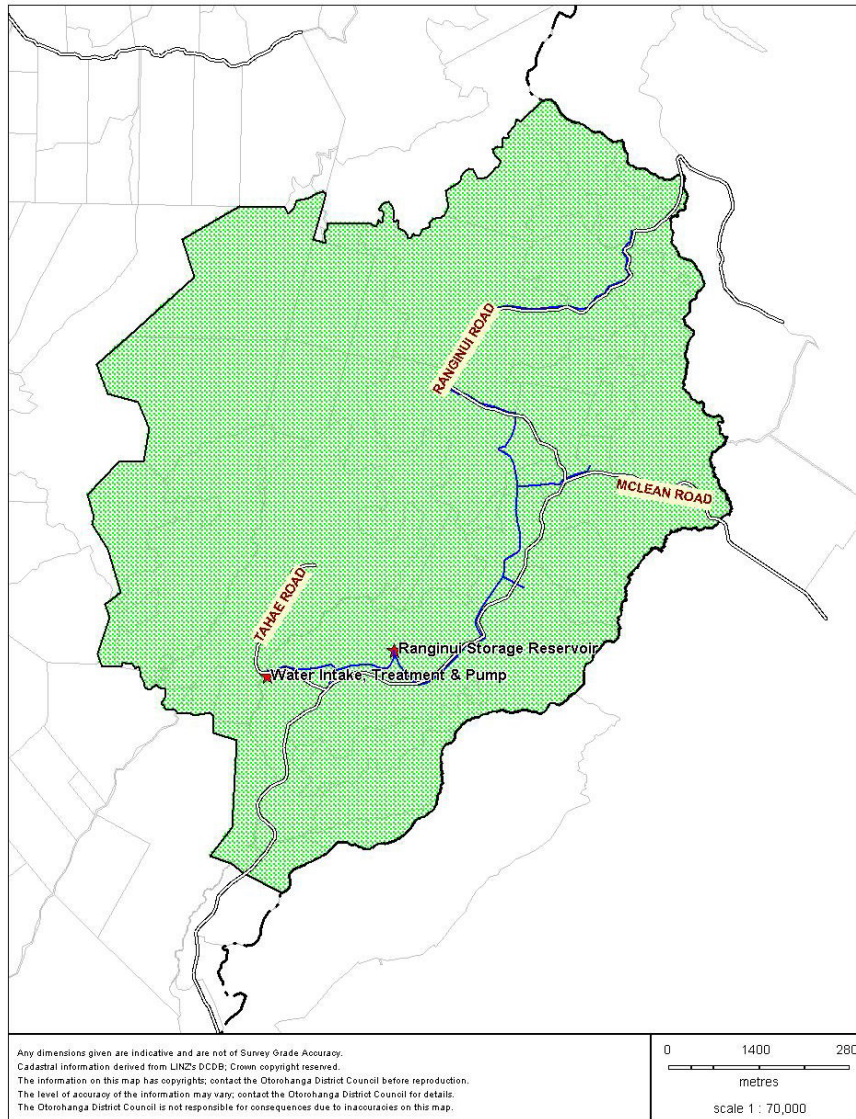 RANGINUI ROAD
MCLEAN ROAD
TAHAE ROAD
Ranginui Storage Reservoir
Water Intake, Treatment & Pump
Any dimensions given are indicative and are not of Survey Grade Accuracy.
Cadastral information derived from LINZ's DCDB; Crown copyright reserved.
The information on this map has copyrights; contact the Otorohanga District Council before reproduction.
The level of accuracy of the information may vary; contact the Otorohanga District Council for details.
The Otorohanga District Council is not responsible for consequences due to inaccuracies on this map.
0 1400 280
metres
scale 1 : 70,000